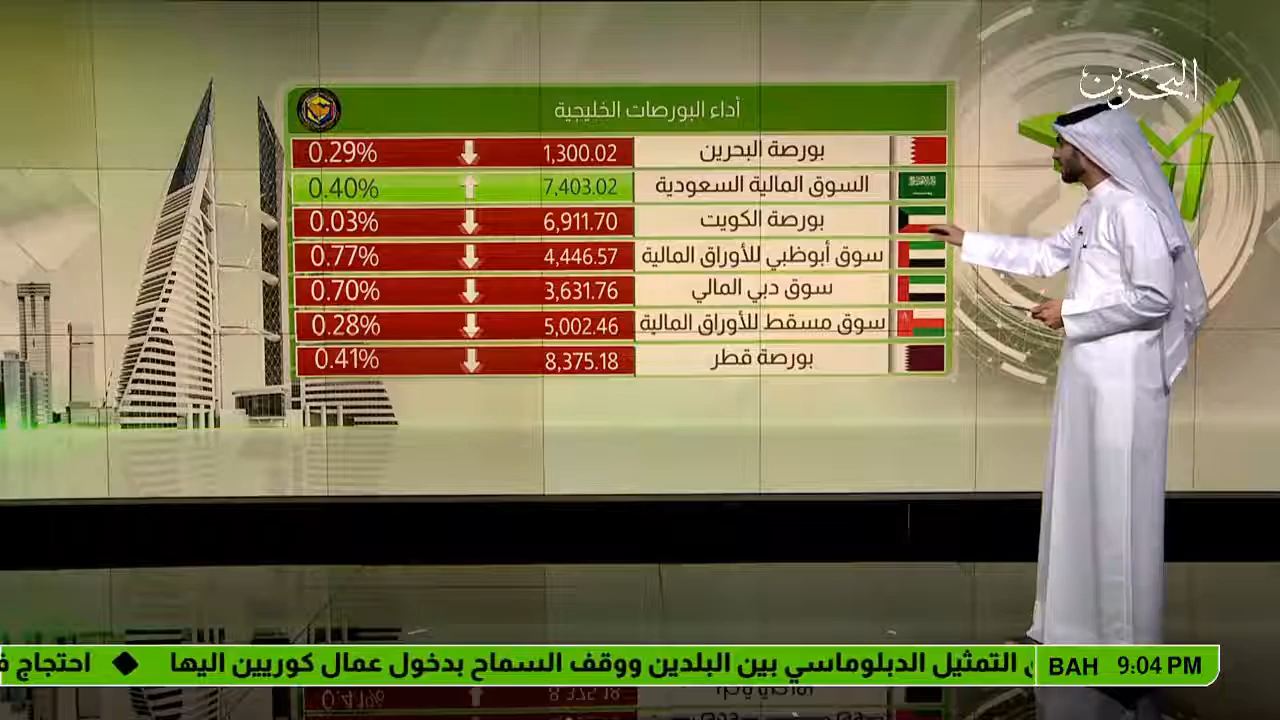 البحرين
أداء البورصات الخليجية
بورصة البحرين 1,300.02 0.29%
السوق المالية السعودية 7,403.02 0.40%
بورصة الكويت 6,911.70 0.03%
سوق أبوظبي للأوراق المالية 4,446.57 0.77%
سوق دبي المالي 3,631.76 0.70%
سوق مسقط للأوراق المالية 5,002.46 0.28%
بورصة قطر 8,375.18 0.41%
BAH 9:04 PM
التمثيل الدبلوماسي بين البلدين ووقف السماح بدخول عمال كوريين اليها ◆ احتجاج